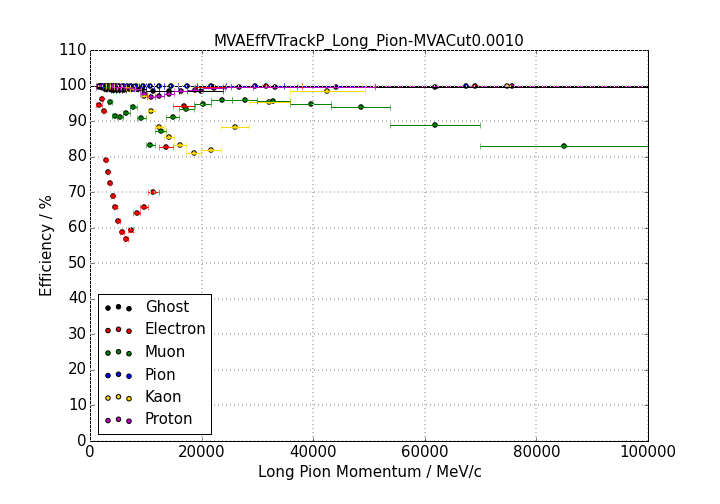 MVAEffVTrackP_Long_Pion-MVACut0.0010
110
100
90
80
70
60
50
40
30
20
10
0
Efficiency / %
Ghost
Electron
Muon
Pion
Kaon
Proton
0 20000 40000 60000 80000 100000
Long Pion Momentum / MeV/c